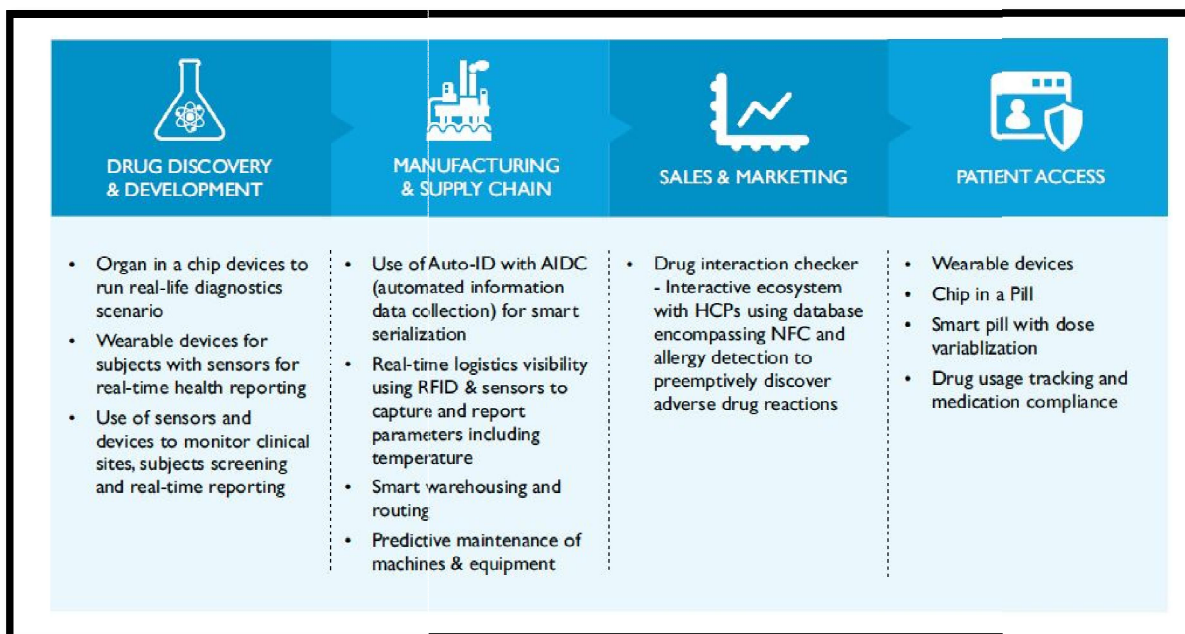 DRUG DISCOVERY
& DEVELOPMENT
MANUFACTURING
& SUPPLY CHAIN
SALES & MARKETING
PATIENT ACCESS
• Organ in a chip devices to
run real-life diagnostics
scenario
• Wearable devices for
subjects with sensors for
real-time health reporting
• Use of sensors and
devices to monitor clinical
sites, subjects screening
and real-time reporting
• Use of Auto-ID with AIDC
(automated information
data collection) for smart
serialization
• Real-time logistics visibility
using RFID & sensors to
capture and report
parameters including
temperature
• Smart warehousing and
routing
• Predictive maintenance of
machines & equipment
• Drug interaction checker
- Interactive ecosystem
with HCPs using database
encompassing NFC and
allergy detection to
preemptively discover
adverse drug reactions
• Wearable devices
• Chip in a Pill
• Smart pill with dose
variablization
• Drug usage tracking and
medication compliance